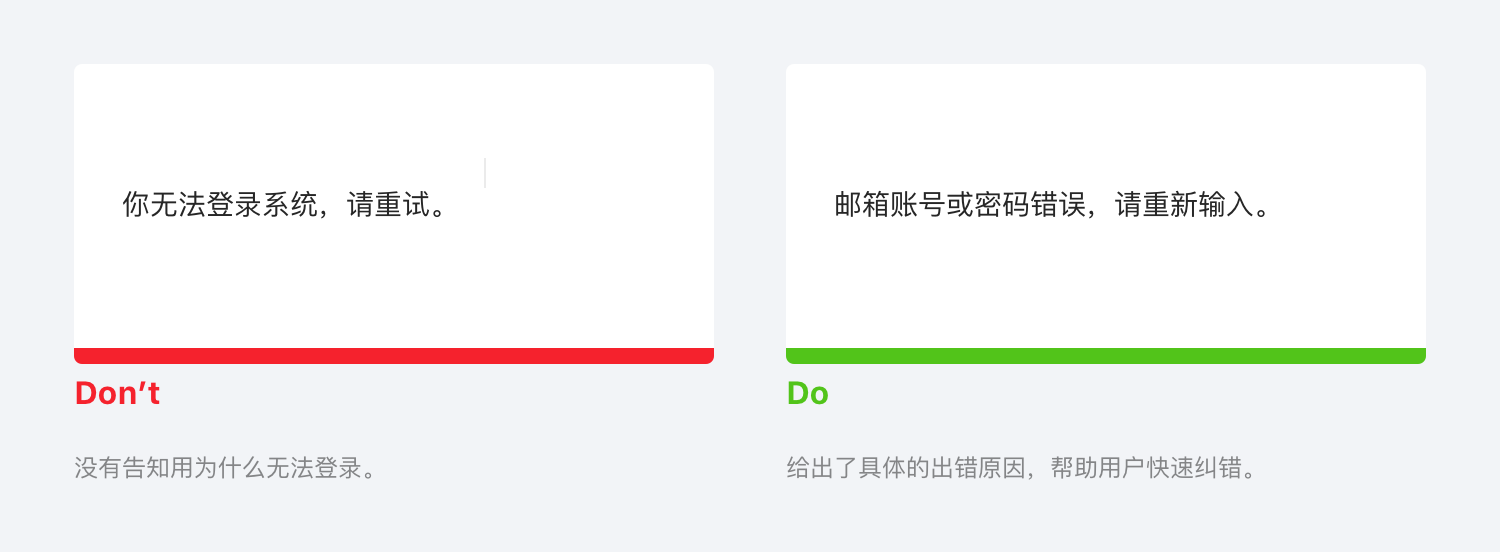 你无法登录系统，请重试。
邮箱账号或密码错误，请重新输入。
Don’t
Do
没有告知用为什么无法登录。
给出了具体的出错原因，帮助用户快速纠错。